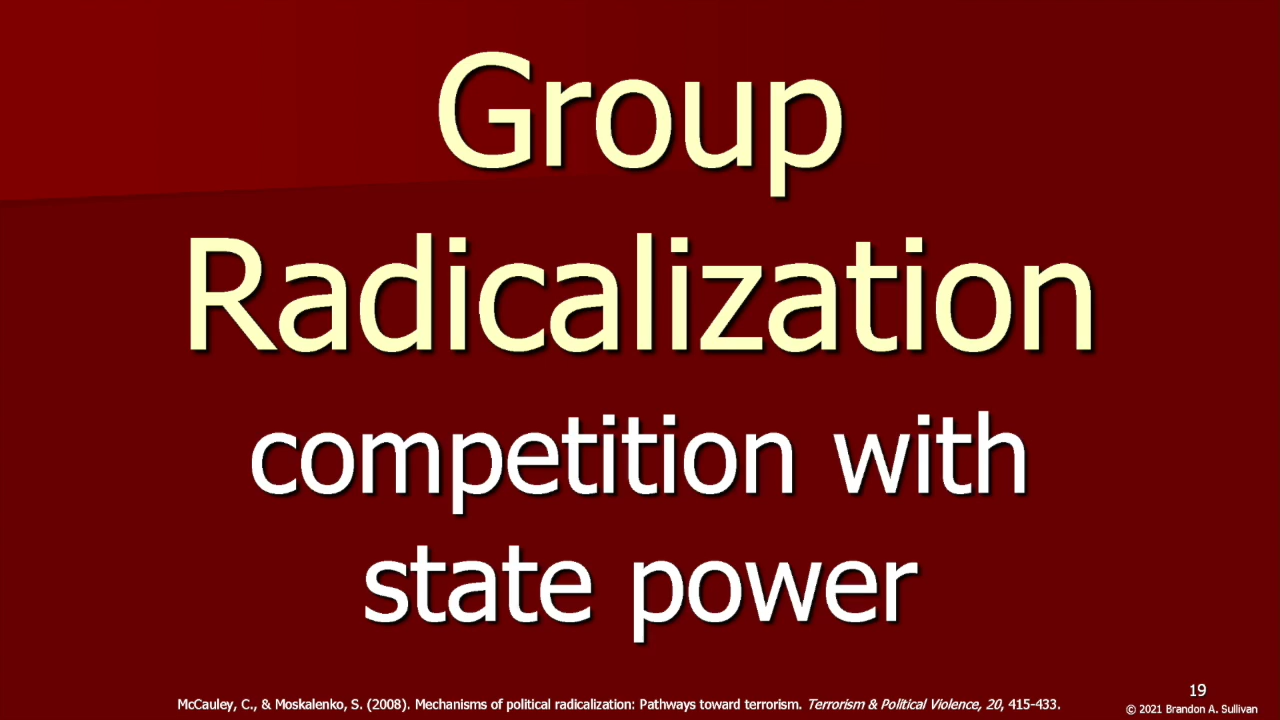 Group
Radicalization
competition with
state power
19
McCauley, C., & Moskalenko, S. (2008). Mechanisms of political radicalization: Pathways toward terrorism. Terrorism & Political Violence, 20, 415-433.
© 2021 Brandon A. Sullivan